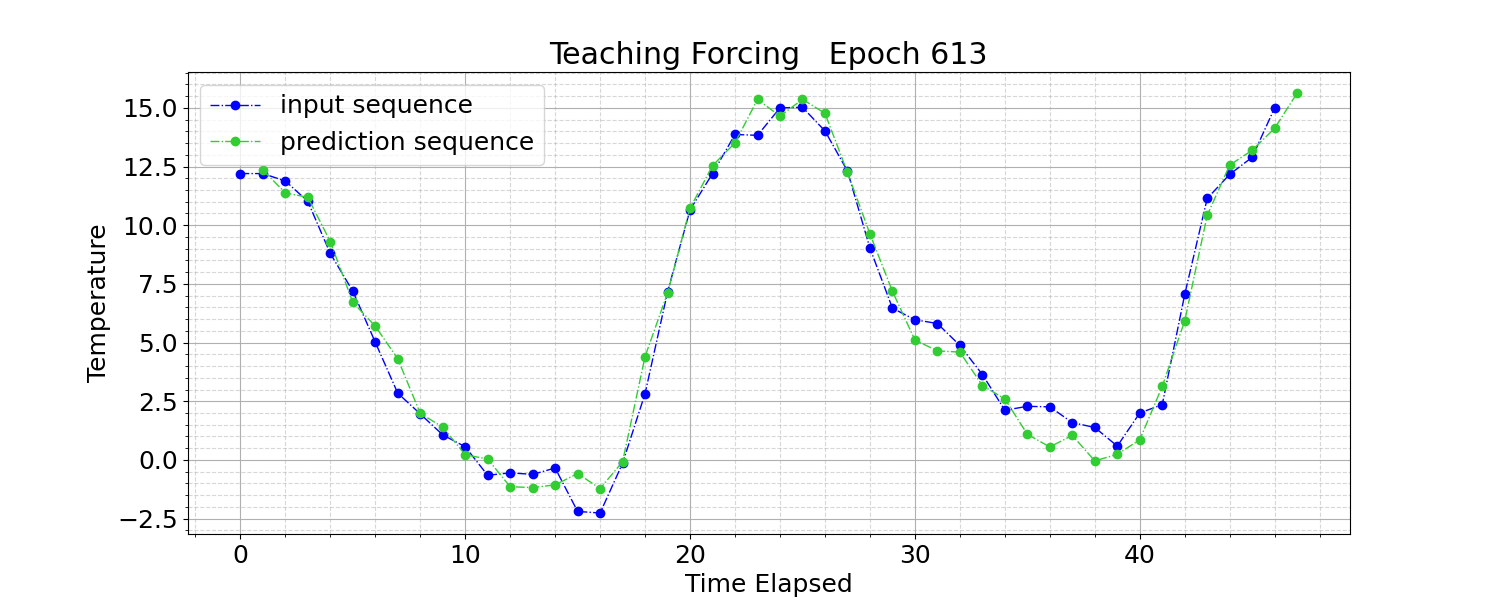 Teaching Forcing   Epoch 613
input sequence
prediction sequence
15.0
12.5
10.0
7.5
5.0
2.5
0.0
−2.5
Temperature
0 10 20 30 40
Time Elapsed